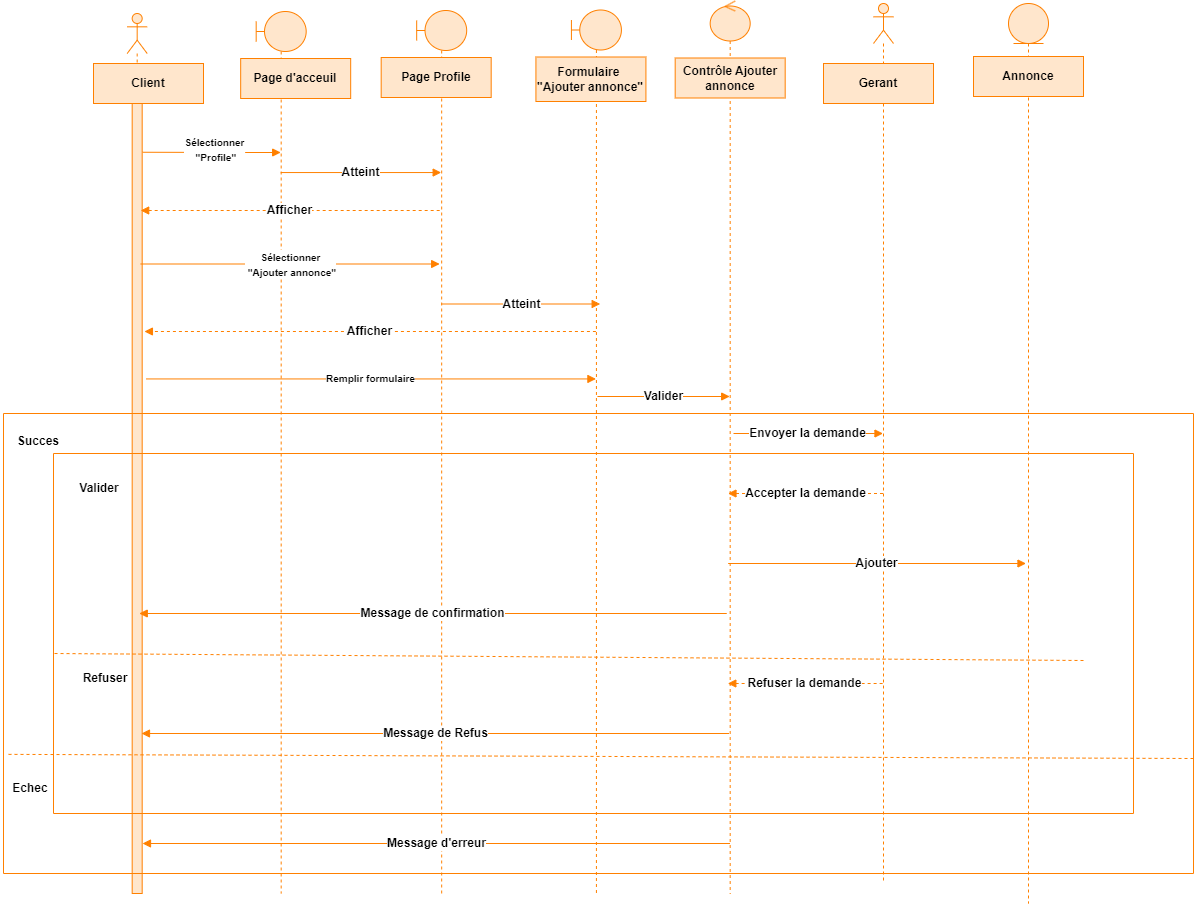 Client
Page d'acceuil
Page Profile
Formulaire
"Ajouter annonce"
Contrôle Ajouter
annonce
Gerant
Annonce
Sélectionner
"Profile"
Atteint
Afficher
Sélectionner
"Ajouter annonce"
Atteint
Afficher
Remplir formulaire
Valider
Succes
Envoyer la demande
Valider
Accepter la demande
Ajouter
Message de confirmation
Refuser
Refuser la demande
Message de Refus
Echec
Message d'erreur